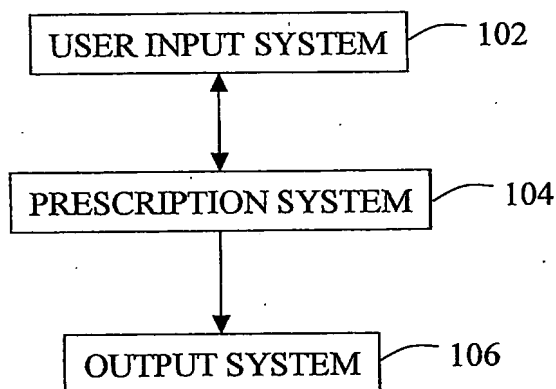 USER INPUT SYSTEM 102
PRESCRIPTION SYSTEM 104
OUTPUT SYSTEM 106